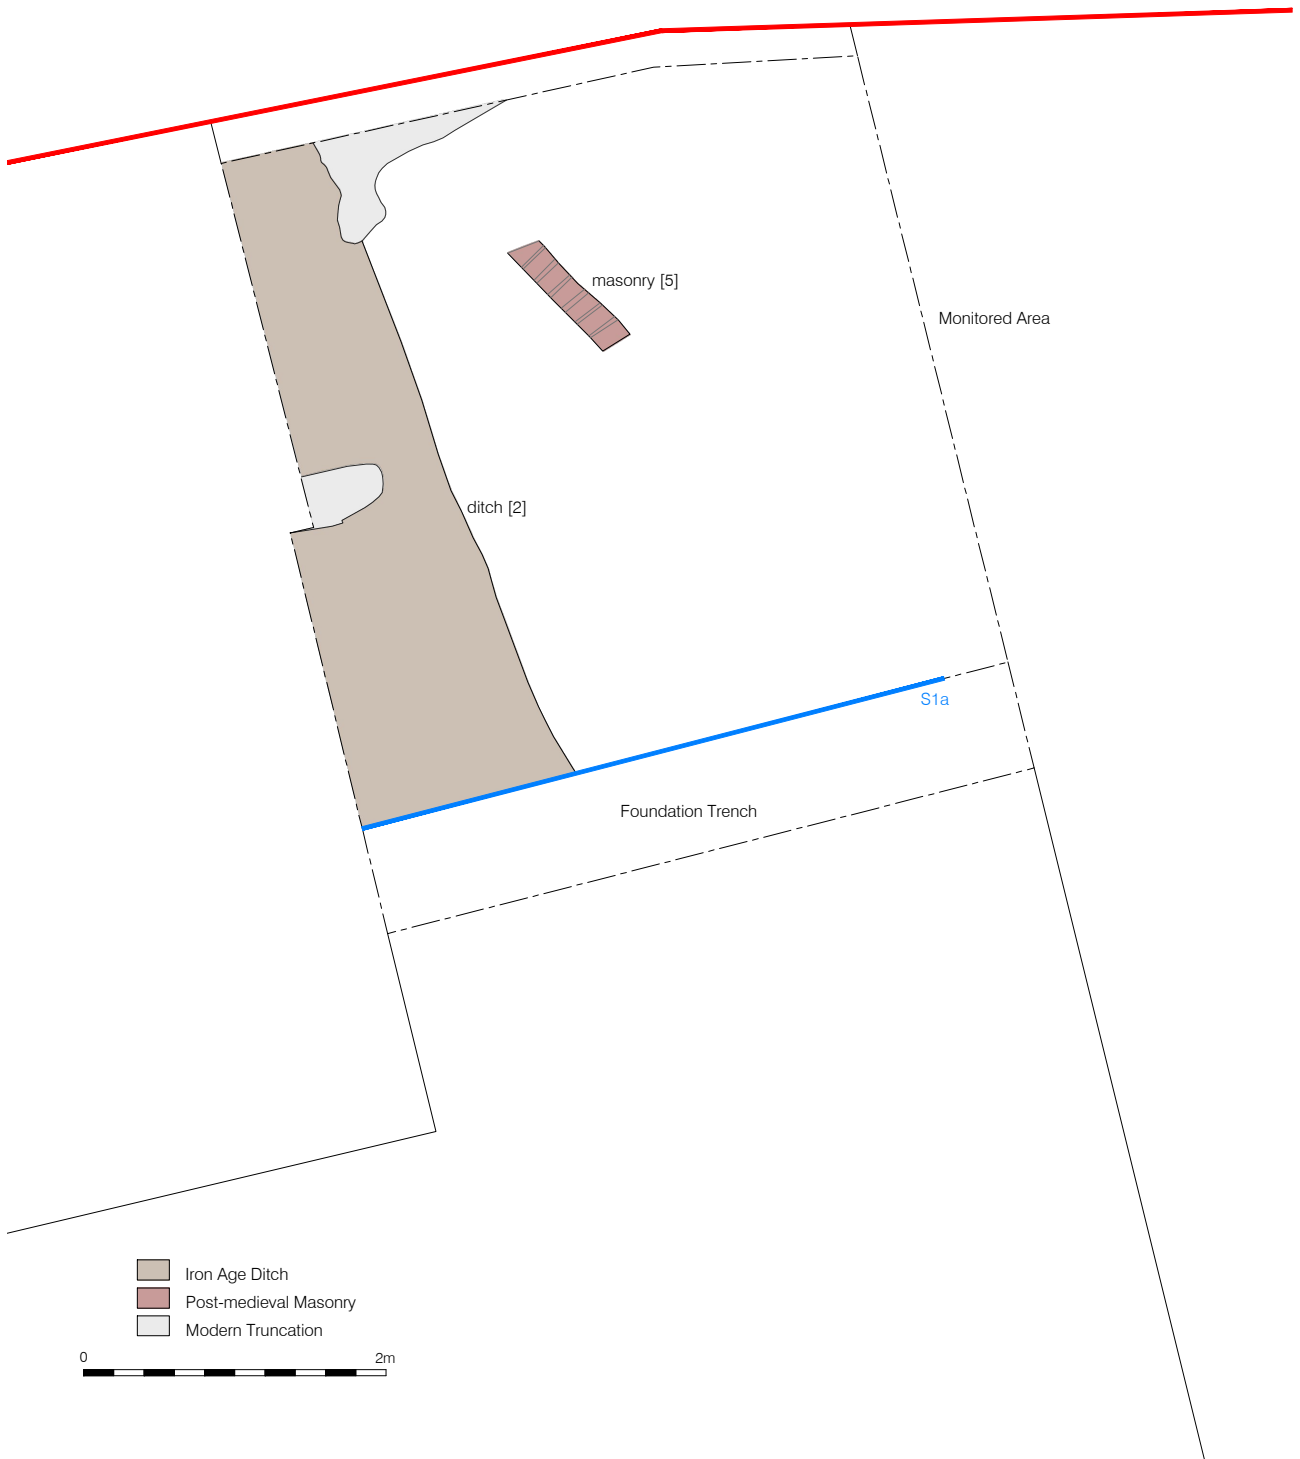 masonry [5]
Monitored Area
ditch [2]
S1a
Foundation Trench
Iron Age Ditch
Post-medieval Masonry
Modern Truncation
0 2m